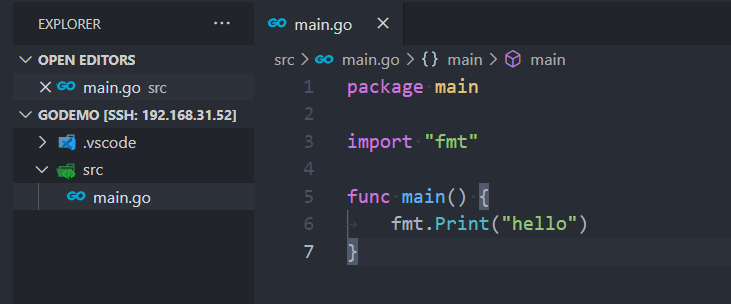 EXPLORER ...
OPEN EDITORS
GO main.go src
GODEMO [SSH: 192.168.31.52]
.vscode
src
GO main.go
GO main.go
src > GO main.go > {} main > main
1 package main
2
3 import "fmt"
4
5 func main() {
6 fmt.Print("hello")
7 }